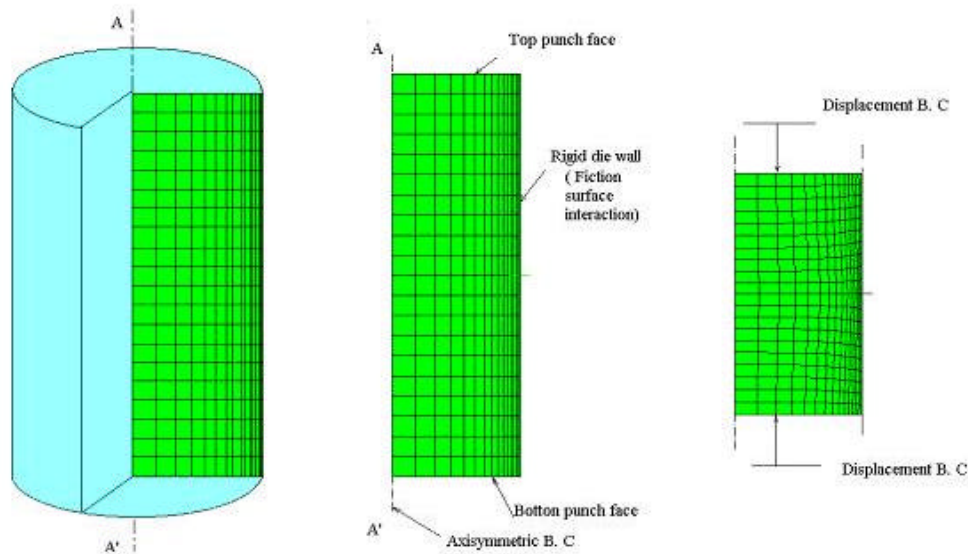 A
A'
A
Top punch face
Rigid die wall
( Fiction
surface
interaction)
Botton punch face
A'
Axisymmetric B. C
Displacement B. C
Displacement B. C